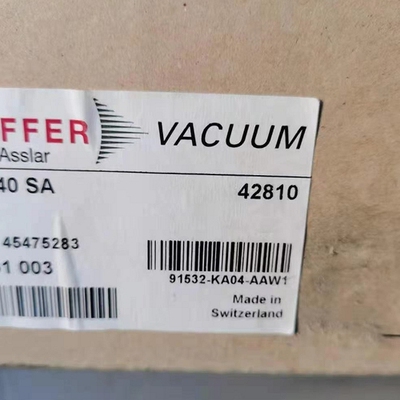 FFER VACUUM
Asslar
40 SA 42810
45475283
1 003
91532-KA04-AAW1
Made in
Switzerland